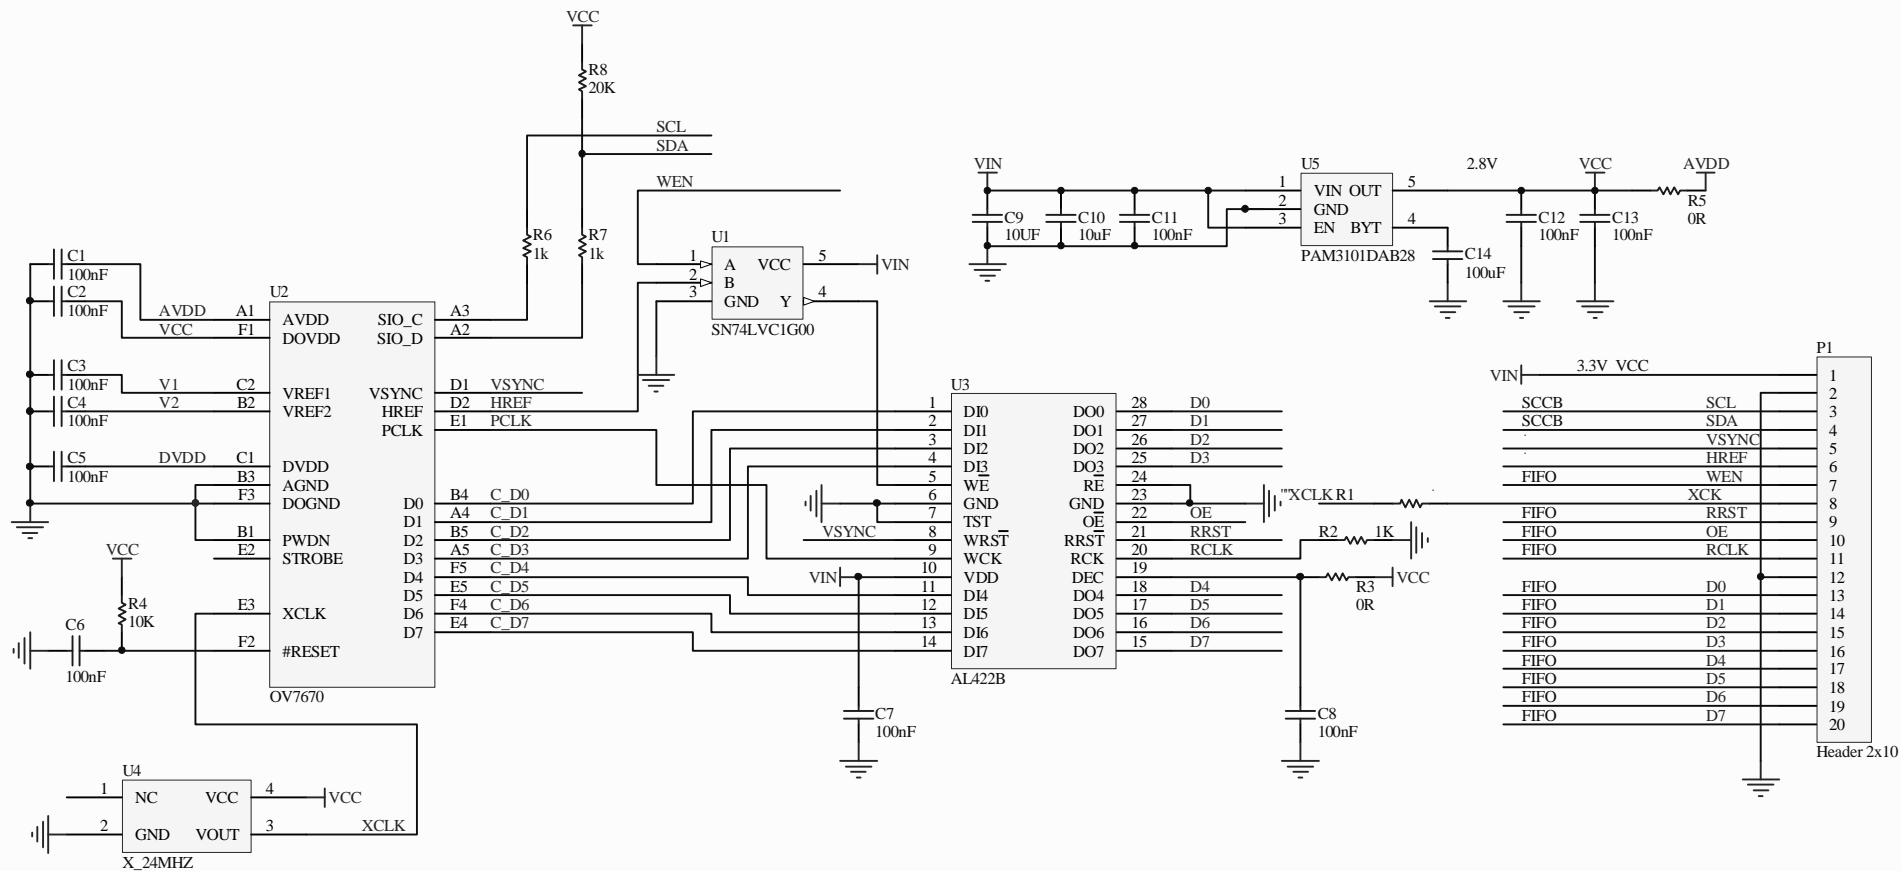 VCC
R8
20K
SCL
SDA
WEN
R6
1k
R7
1k
U1
1 A VCC 5 VIN
2 B
3 GND Y 4
SN74LVC1G00
VIN
C9
10UF
C10
10uF
C11
100nF
U5
1 VIN OUT 5
2 GND
3 EN BYT 4
PAM3101DAB28
2.8V
VCC
AVDD
R5
0R
C12
100nF
C13
100nF
C14
100uF
C1
100nF
C2
100nF
C3
100nF
C4
100nF
C5
100nF
U2
AVDD A1 AVDD SIO_C A3
VCC F1 DOVDD SIO_D A2
V1 C2 VREF1 VSYNC D1 VSYNC
V2 B2 VREF2 HREF D2 HREF
PCLK E1 PCLK
DVDD C1 DVDD
B3 AGND
F3 DOGND D0 B4 C_D0
D1 A4 C_D1
B1 PWDN D2 B5 C_D2
E2 STROBE D3 A5 C_D3
D4 F5 C_D4
D5 E5 C_D5
E3 XCLK D6 F4 C_D6
D7 E4 C_D7
F2 #RESET
OV7670
VCC
R4
10K
C6
100nF
U4
1 NC VCC 4 VCC
2 GND VOUT 3 XCLK
X_24MHZ
U3
1 DI0 DO0 28 D0
2 DI1 DO1 27 D1
3 DI2 DO2 26 D2
4 DI3 DO3 25 D3
5 WE RE 24
6 GND GND 23
7 TST OE 22 OE
VSYNC 8 WRST RRST 21 RRST
9 WCK RCK 20 RCLK
VIN 10 VDD DEC 19
11 DI4 DO4 18 D4
12 DI5 DO5 17 D5
13 DI6 DO6 16 D6
14 DI7 DO7 15 D7
AL422B
C7
100nF
""XCLK R1
R2 1K
R3
0R
VCC
C8
100nF
P1
VIN 3.3V VCC 1
2
SCCB SCL 3
SCCB SDA 4
VSYNC 5
HREF 6
FIFO WEN 7
XCK 8
FIFO RRST 9
FIFO OE 10
FIFO RCLK 11
12
FIFO D0 13
FIFO D1 14
FIFO D2 15
FIFO D3 16
FIFO D4 17
FIFO D5 18
FIFO D6 19
FIFO D7 20
Header 2x10